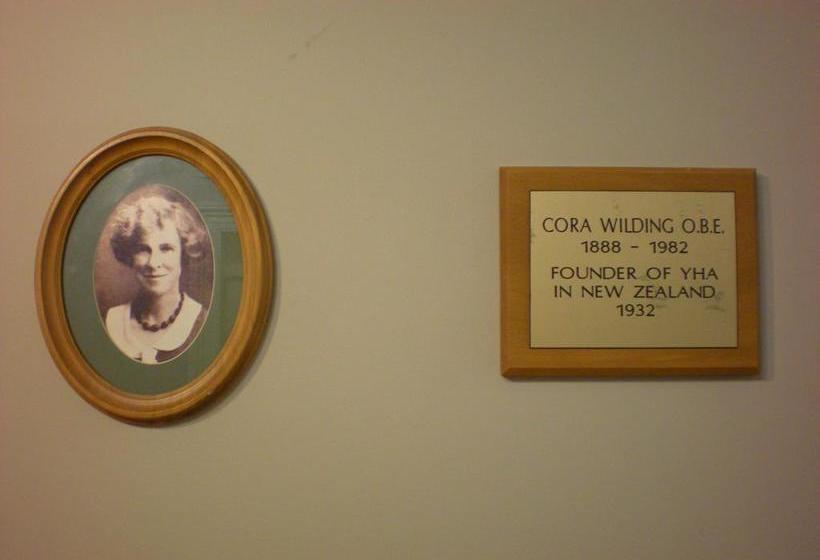 CORA WILDING O.B.E.
1888 - 1982
FOUNDER OF YHA
IN NEW ZEALAND
1932